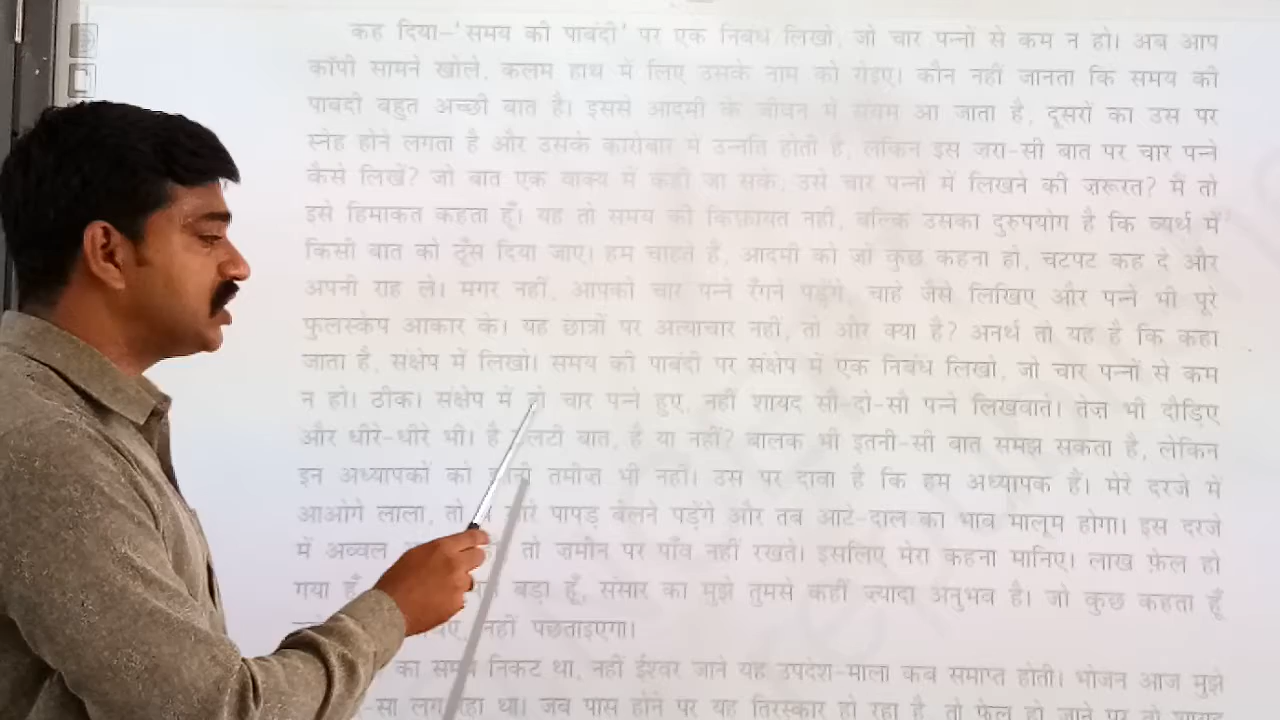 कह दिया–'समय की पाबंदी' पर एक निबंध लिखो, जो चार पन्नों से कम न हो। अब आप
कॉपी सामने खोले, कलम हाथ में लिए उसके नाम को रोइए। कौन नहीं जानता कि समय की
पाबंदी बहुत अच्छी बात है। इससे आदमी के जीवन में संयम आ जाता है, दूसरों का उस पर
स्नेह होने लगता है और उसके कारोबार में उन्नति होती है, लेकिन इस ज़रा-सी बात पर चार पन्ने
कैसे लिखें? जो बात एक वाक्य में कही जा सके, उसे चार पन्नों में लिखने की ज़रूरत? मैं तो
इसे हिमाकत कहता हूँ। यह तो समय की किफ़ायत नहीं, बल्कि उसका दुरुपयोग है कि व्यर्थ में
किसी बात को ठूँस दिया जाए। हम चाहते हैं, आदमी को जो कुछ कहना हो, चटपट कह दे और
अपनी राह ले। मगर नहीं, आपको चार पन्ने रँगने पड़ेंगे, चाहे जैसे लिखिए और पन्ने भी पूरे
फुलस्केप आकार के। यह छात्रों पर अत्याचार नहीं, तो और क्या है? अनर्थ तो यह है कि कहा
जाता है, संक्षेप में लिखो। समय की पाबंदी पर संक्षेप में एक निबंध लिखो, जो चार पन्नों से कम
न हो। ठीक। संक्षेप में तो चार पन्ने हुए, नहीं शायद सौ-दो-सौ पन्ने लिखवाते। तेज़ भी दौड़िए
और धीरे-धीरे भी। है उलटी बात, है या नहीं? बालक भी इतनी-सी बात समझ सकता है, लेकिन
इन अध्यापकों को इतनी तमीज़ भी नहीं। उस पर दावा है कि हम अध्यापक हैं। मेरे दरजे में
आओगे लाला, तो पापड़ बेलने पड़ेंगे और तब आटे-दाल का भाव मालूम होगा। इस दरजे
में अव्वल तो ज़मीन पर पाँव नहीं रखते। इसलिए मेरा कहना मानिए। लाख फ़ेल हो
गया हूँ बड़ा हूँ, संसार का मुझे तुमसे कहीं ज़्यादा अनुभव है। जो कुछ कहता हूँ
नहीं पछताइएगा।
का समय निकट था, नहीं ईश्वर जाने यह उपदेश-माला कब समाप्त होती। भोजन आज मुझे
-सा लग रहा था। जब पास होने पर यह तिरस्कार हो रहा है, तो फ़ेल हो जाने पर तो शायद